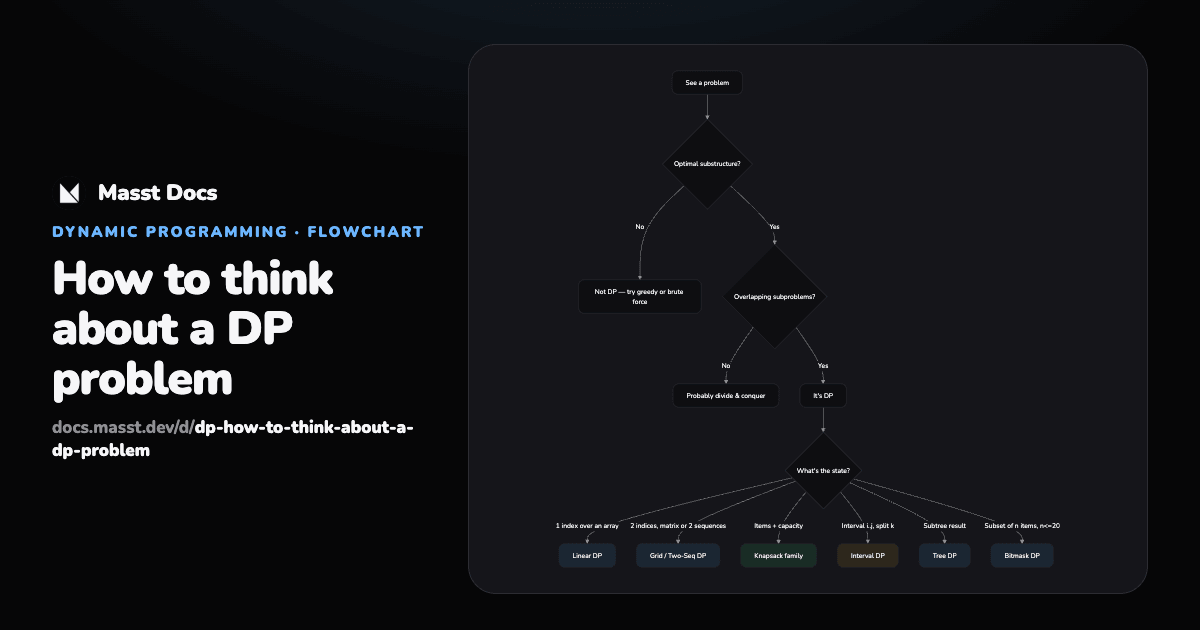 Masst Docs
DYNAMIC PROGRAMMING · FLOWCHART
How to think
about a DP
problem
docs.masst.dev/d/dp-how-to-think-about-a-
dp-problem
See a problem
Optimal substructure?
No
Yes
Not DP — try greedy or brute
force
Overlapping subproblems?
No
Yes
Probably divide & conquer
It's DP
What's the state?
1 index over an array
2 indices, matrix or 2 sequences
Items + capacity
Interval i,j, split k
Subtree result
Subset of n items, n<=20
Linear DP
Grid / Two-Seq DP
Knapsack family
Interval DP
Tree DP
Bitmask DP